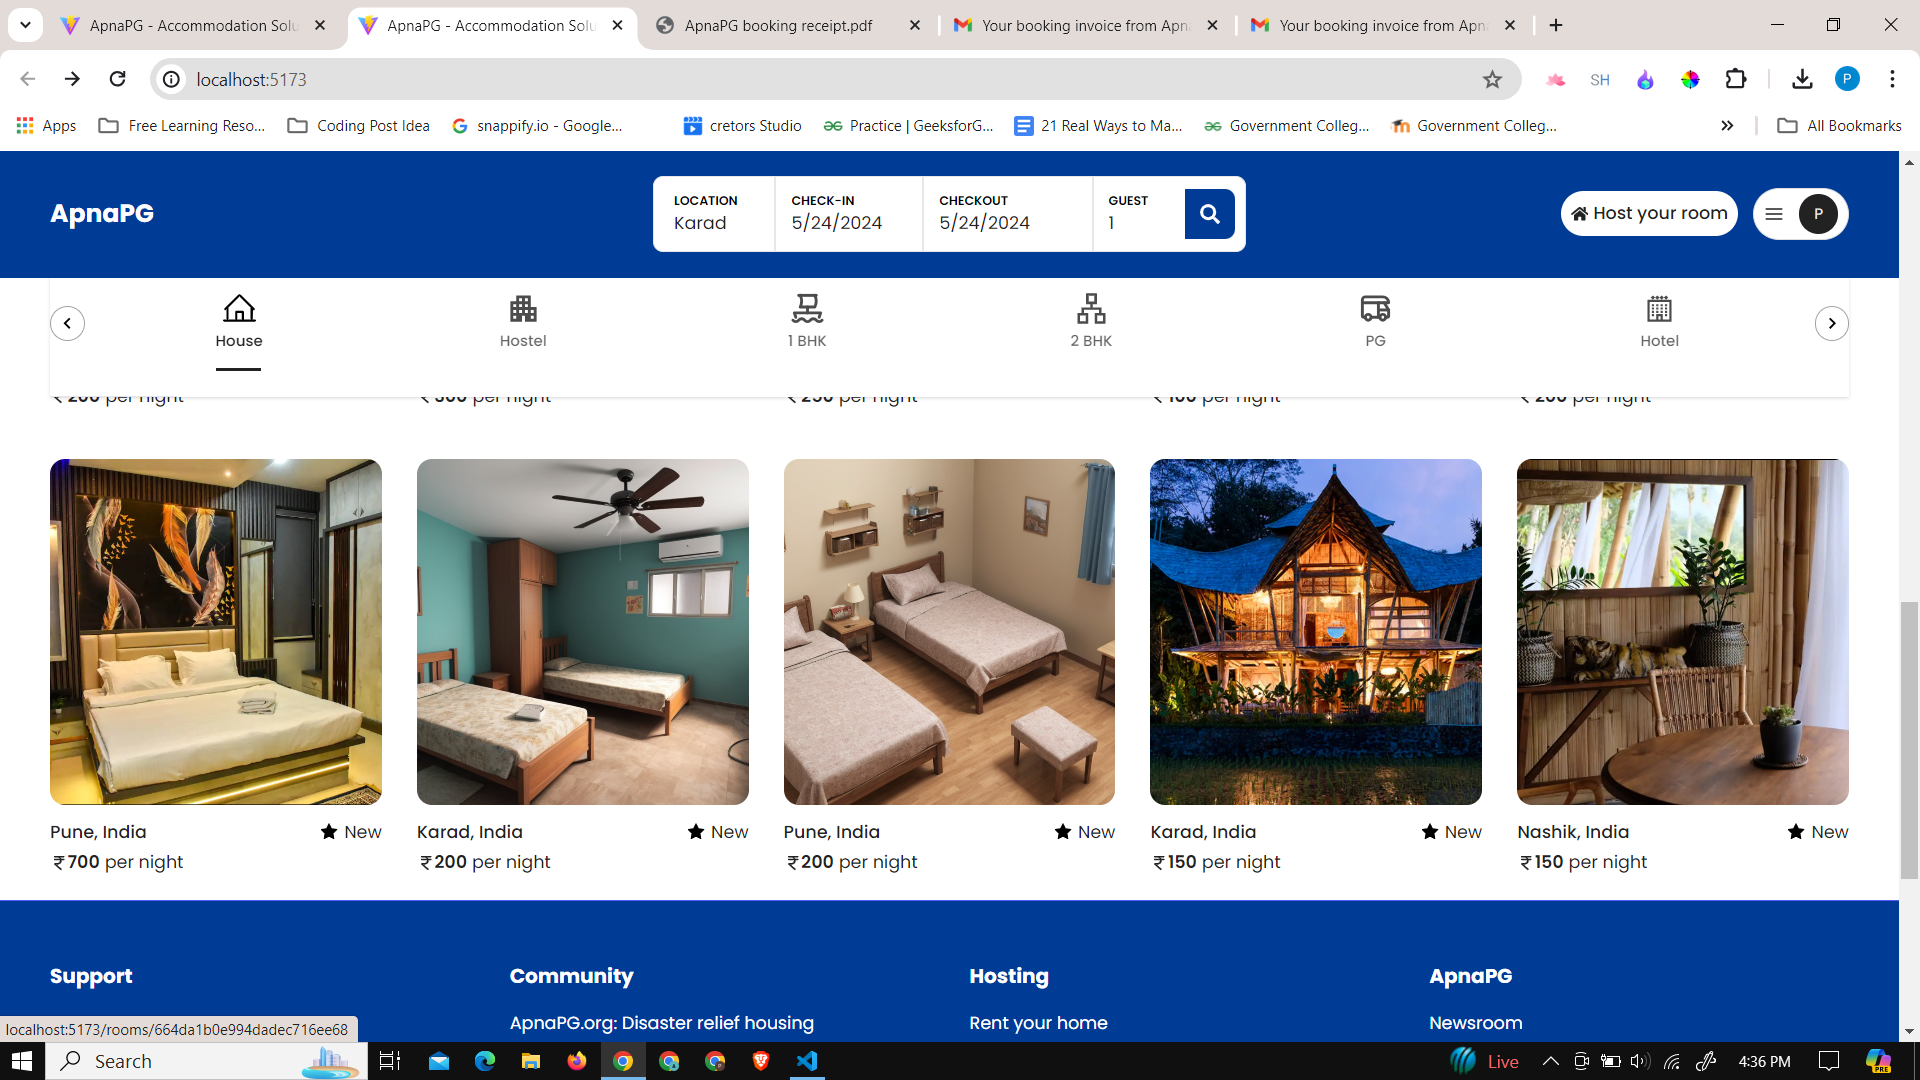 ApnaPG - Accommodation Solu
ApnaPG - Accommodation Solu
ApnaPG booking receipt.pdf
Your booking invoice from Apn
Your booking invoice from Apn
localhost:5173
SH
P
Apps
Free Learning Reso...
Coding Post Idea
snappify.io - Google...
cretors Studio
Practice | GeeksforG...
21 Real Ways to Ma...
Government Colleg...
Government Colleg...
All Bookmarks
ApnaPG
LOCATION
Karad
CHECK-IN
5/24/2024
CHECKOUT
5/24/2024
GUEST
1
Host your room
P
House
Hostel
1 BHK
2 BHK
PG
Hotel
₹200 per night
₹300 per night
₹250 per night
₹100 per night
₹200 per night
Pune, India
New
₹700 per night
Karad, India
New
₹200 per night
Pune, India
New
₹200 per night
Karad, India
New
₹150 per night
Nashik, India
New
₹150 per night
Support
Community
Hosting
ApnaPG
ApnaPG.org: Disaster relief housing
Rent your home
Newsroom
localhost:5173/rooms/664da1b0e994dadec716ee68
Search
Live
4:36 PM
PRE